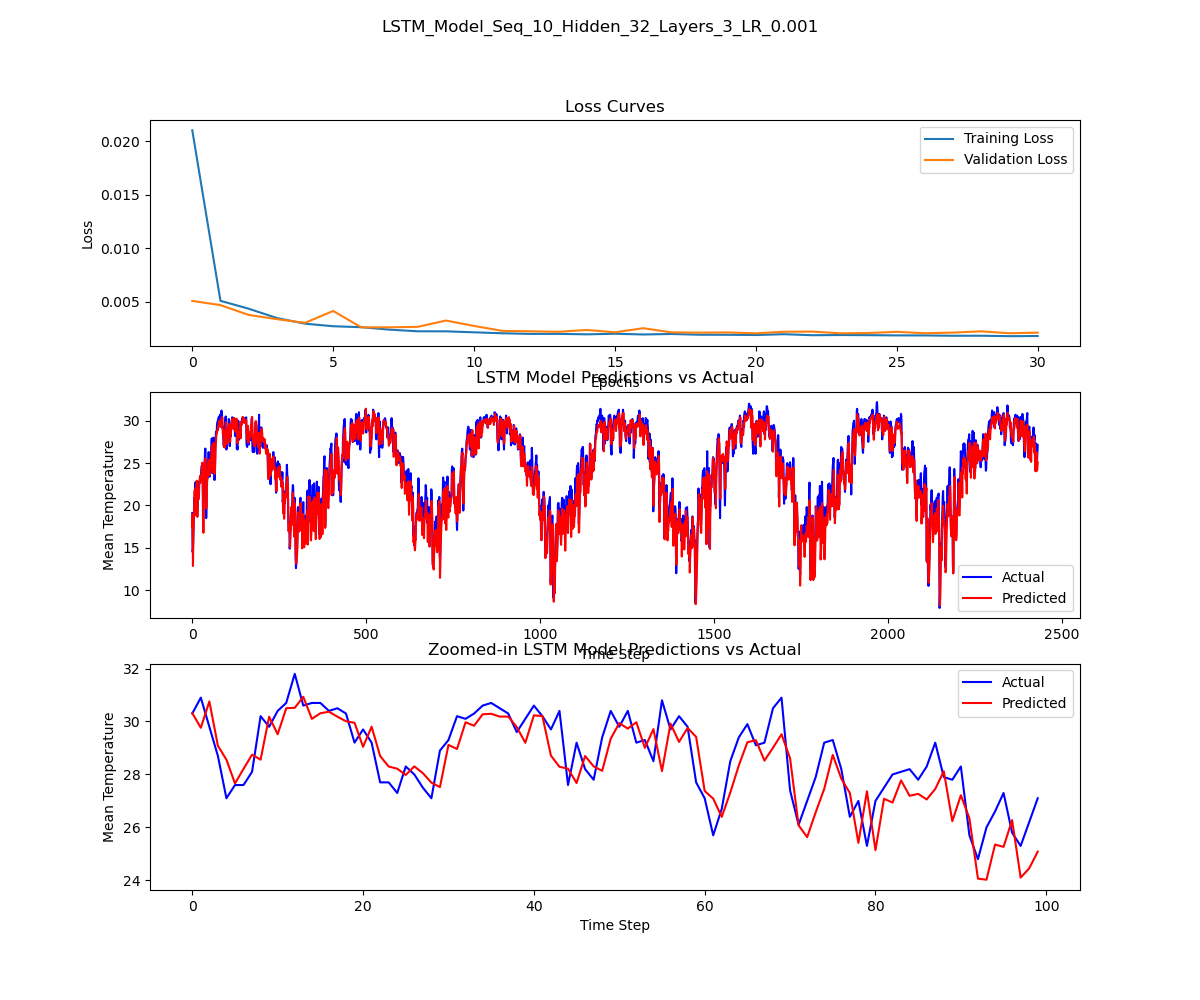 LSTM_Model_Seq_10_Hidden_32_Layers_3_LR_0.001
Loss Curves
Loss
0.020
0.015
0.010
0.005
Training Loss
Validation Loss
0 5 10 15 20 25 30
Epochs
LSTM Model Predictions vs Actual
Mean Temperature
30
25
20
15
10
Actual
Predicted
0 500 1000 1500 2000 2500
Time Step
Zoomed-in LSTM Model Predictions vs Actual
Mean Temperature
32
30
28
26
24
Actual
Predicted
0 20 40 60 80 100
Time Step